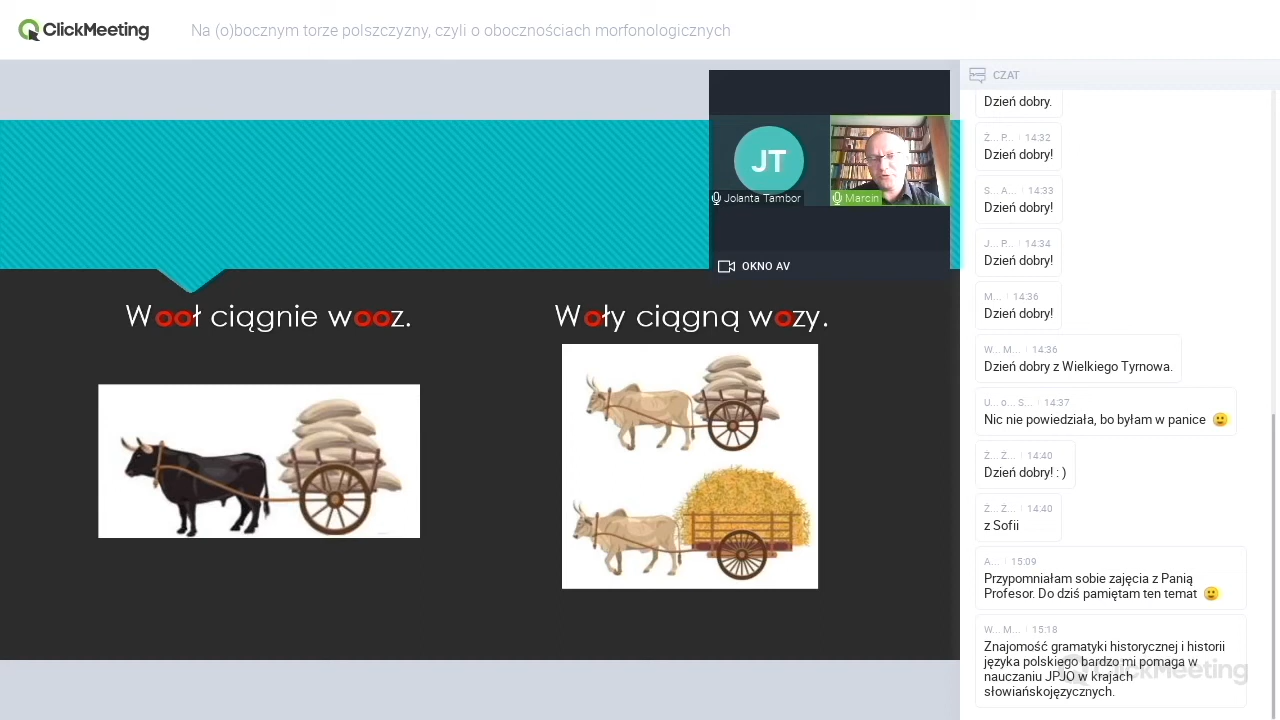 ClickMeeting
Na (o)bocznym torze polszczyzny, czyli o obocznościach morfonologicznych
JT
Jolanta Tambor
Marcin
OKNO AV
Wooł ciągnie wooz.
Woły ciągną wozy.
CZAT
Dzień dobry.
Ż... P... 14:32
Dzień dobry!
S... A... 14:33
Dzień dobry!
J... P... 14:34
Dzień dobry!
M... 14:36
Dzień dobry!
W... M... 14:36
Dzień dobry z Wielkiego Tyrnowa.
U... o... S... 14:37
Nic nie powiedziała, bo byłam w panice 🙂
Ż... Ż... 14:40
Dzień dobry! : )
Ż... Ż... 14:40
z Sofii
A... 15:09
Przypomniałam sobie zajęcia z Panią
Profesor. Do dziś pamiętam ten temat 🙂
W... M... 15:18
Znajomość gramatyki historycznej i historii
języka polskiego bardzo mi pomaga w
nauczaniu JPJO w krajach
słowiańskojęzycznych.
ClickMeeting